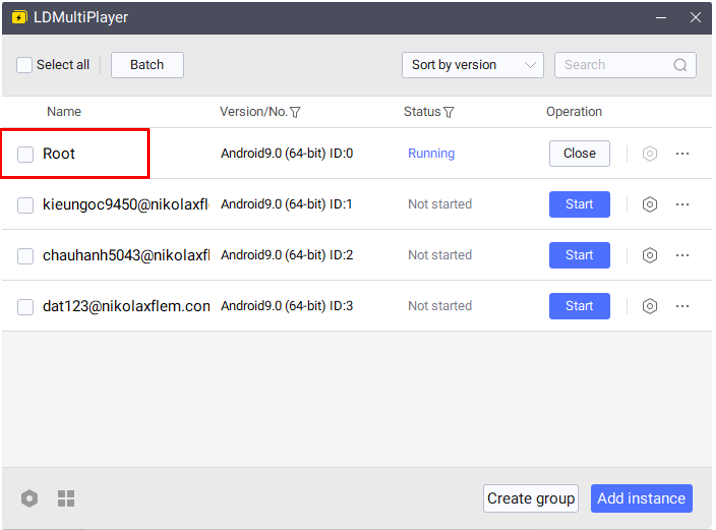 LDMultiPlayer
Select all Batch Sort by version Search
Name Version/No. Status Operation
Root Android9.0 (64-bit) ID:0 Running Close
kieungoc9450@nikolaxfl Android9.0 (64-bit) ID:1 Not started Start
chauhanh5043@nikolaxfl Android9.0 (64-bit) ID:2 Not started Start
dat123@nikolaxflem.con Android9.0 (64-bit) ID:3 Not started Start
Create group Add instance